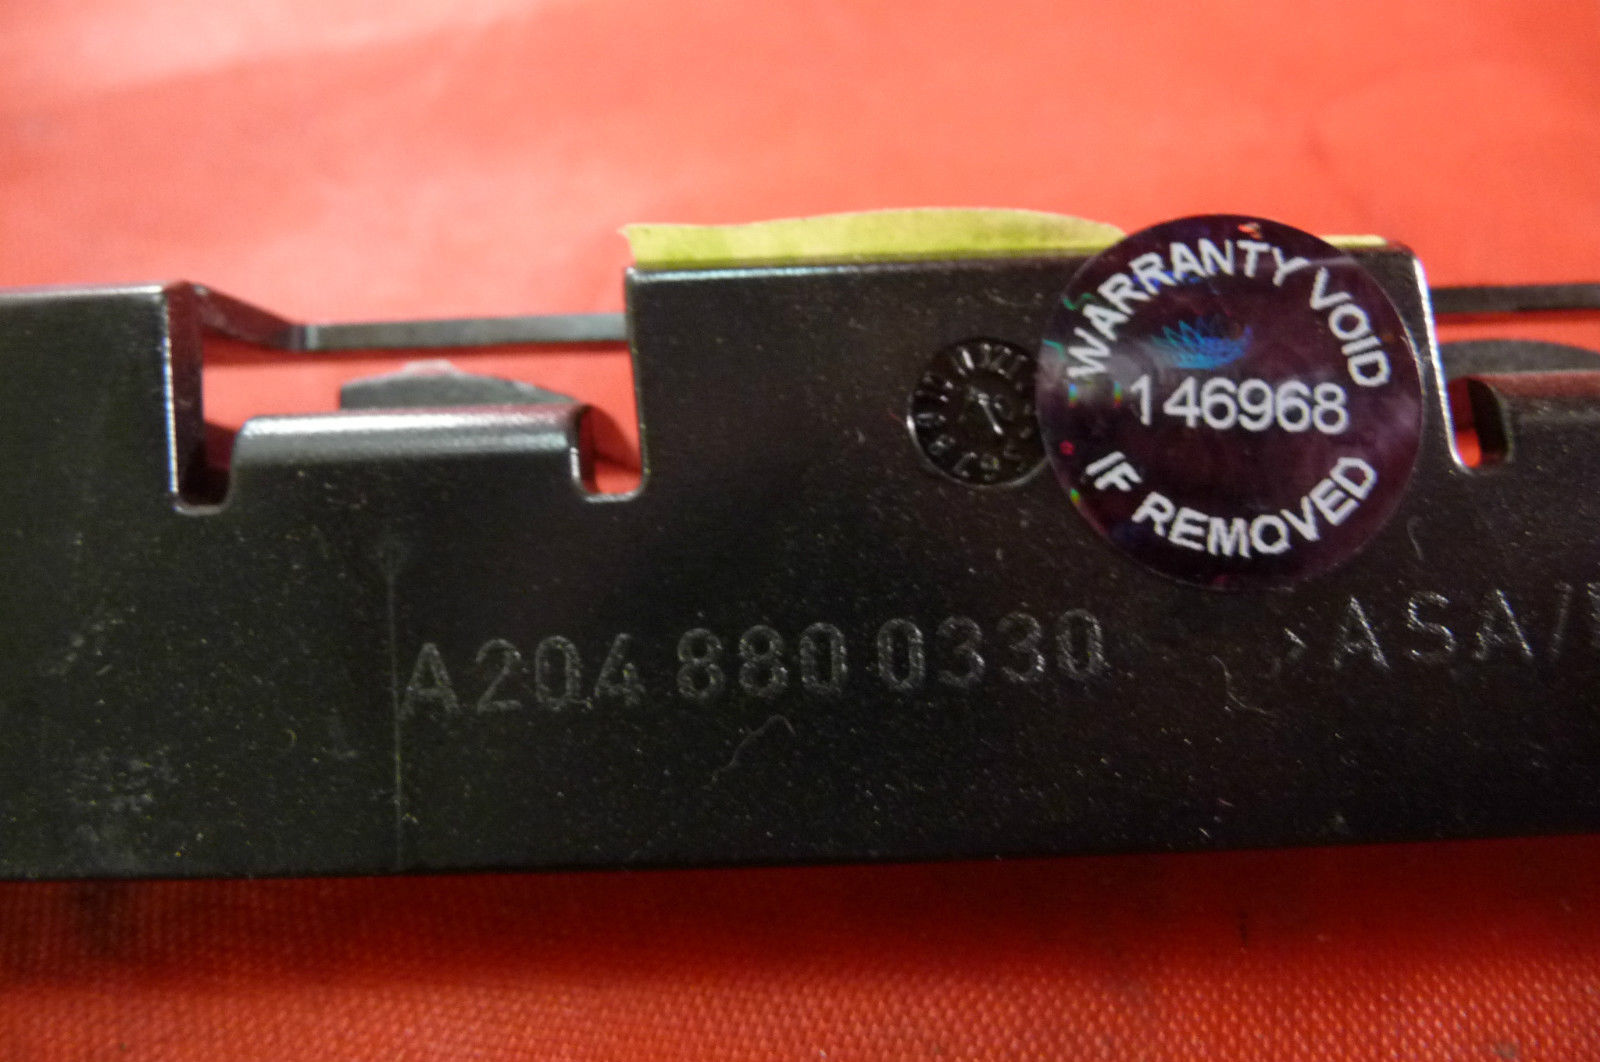 WARRANTY VOID
146968
IF REMOVED
A204 880 0330
>ASA/